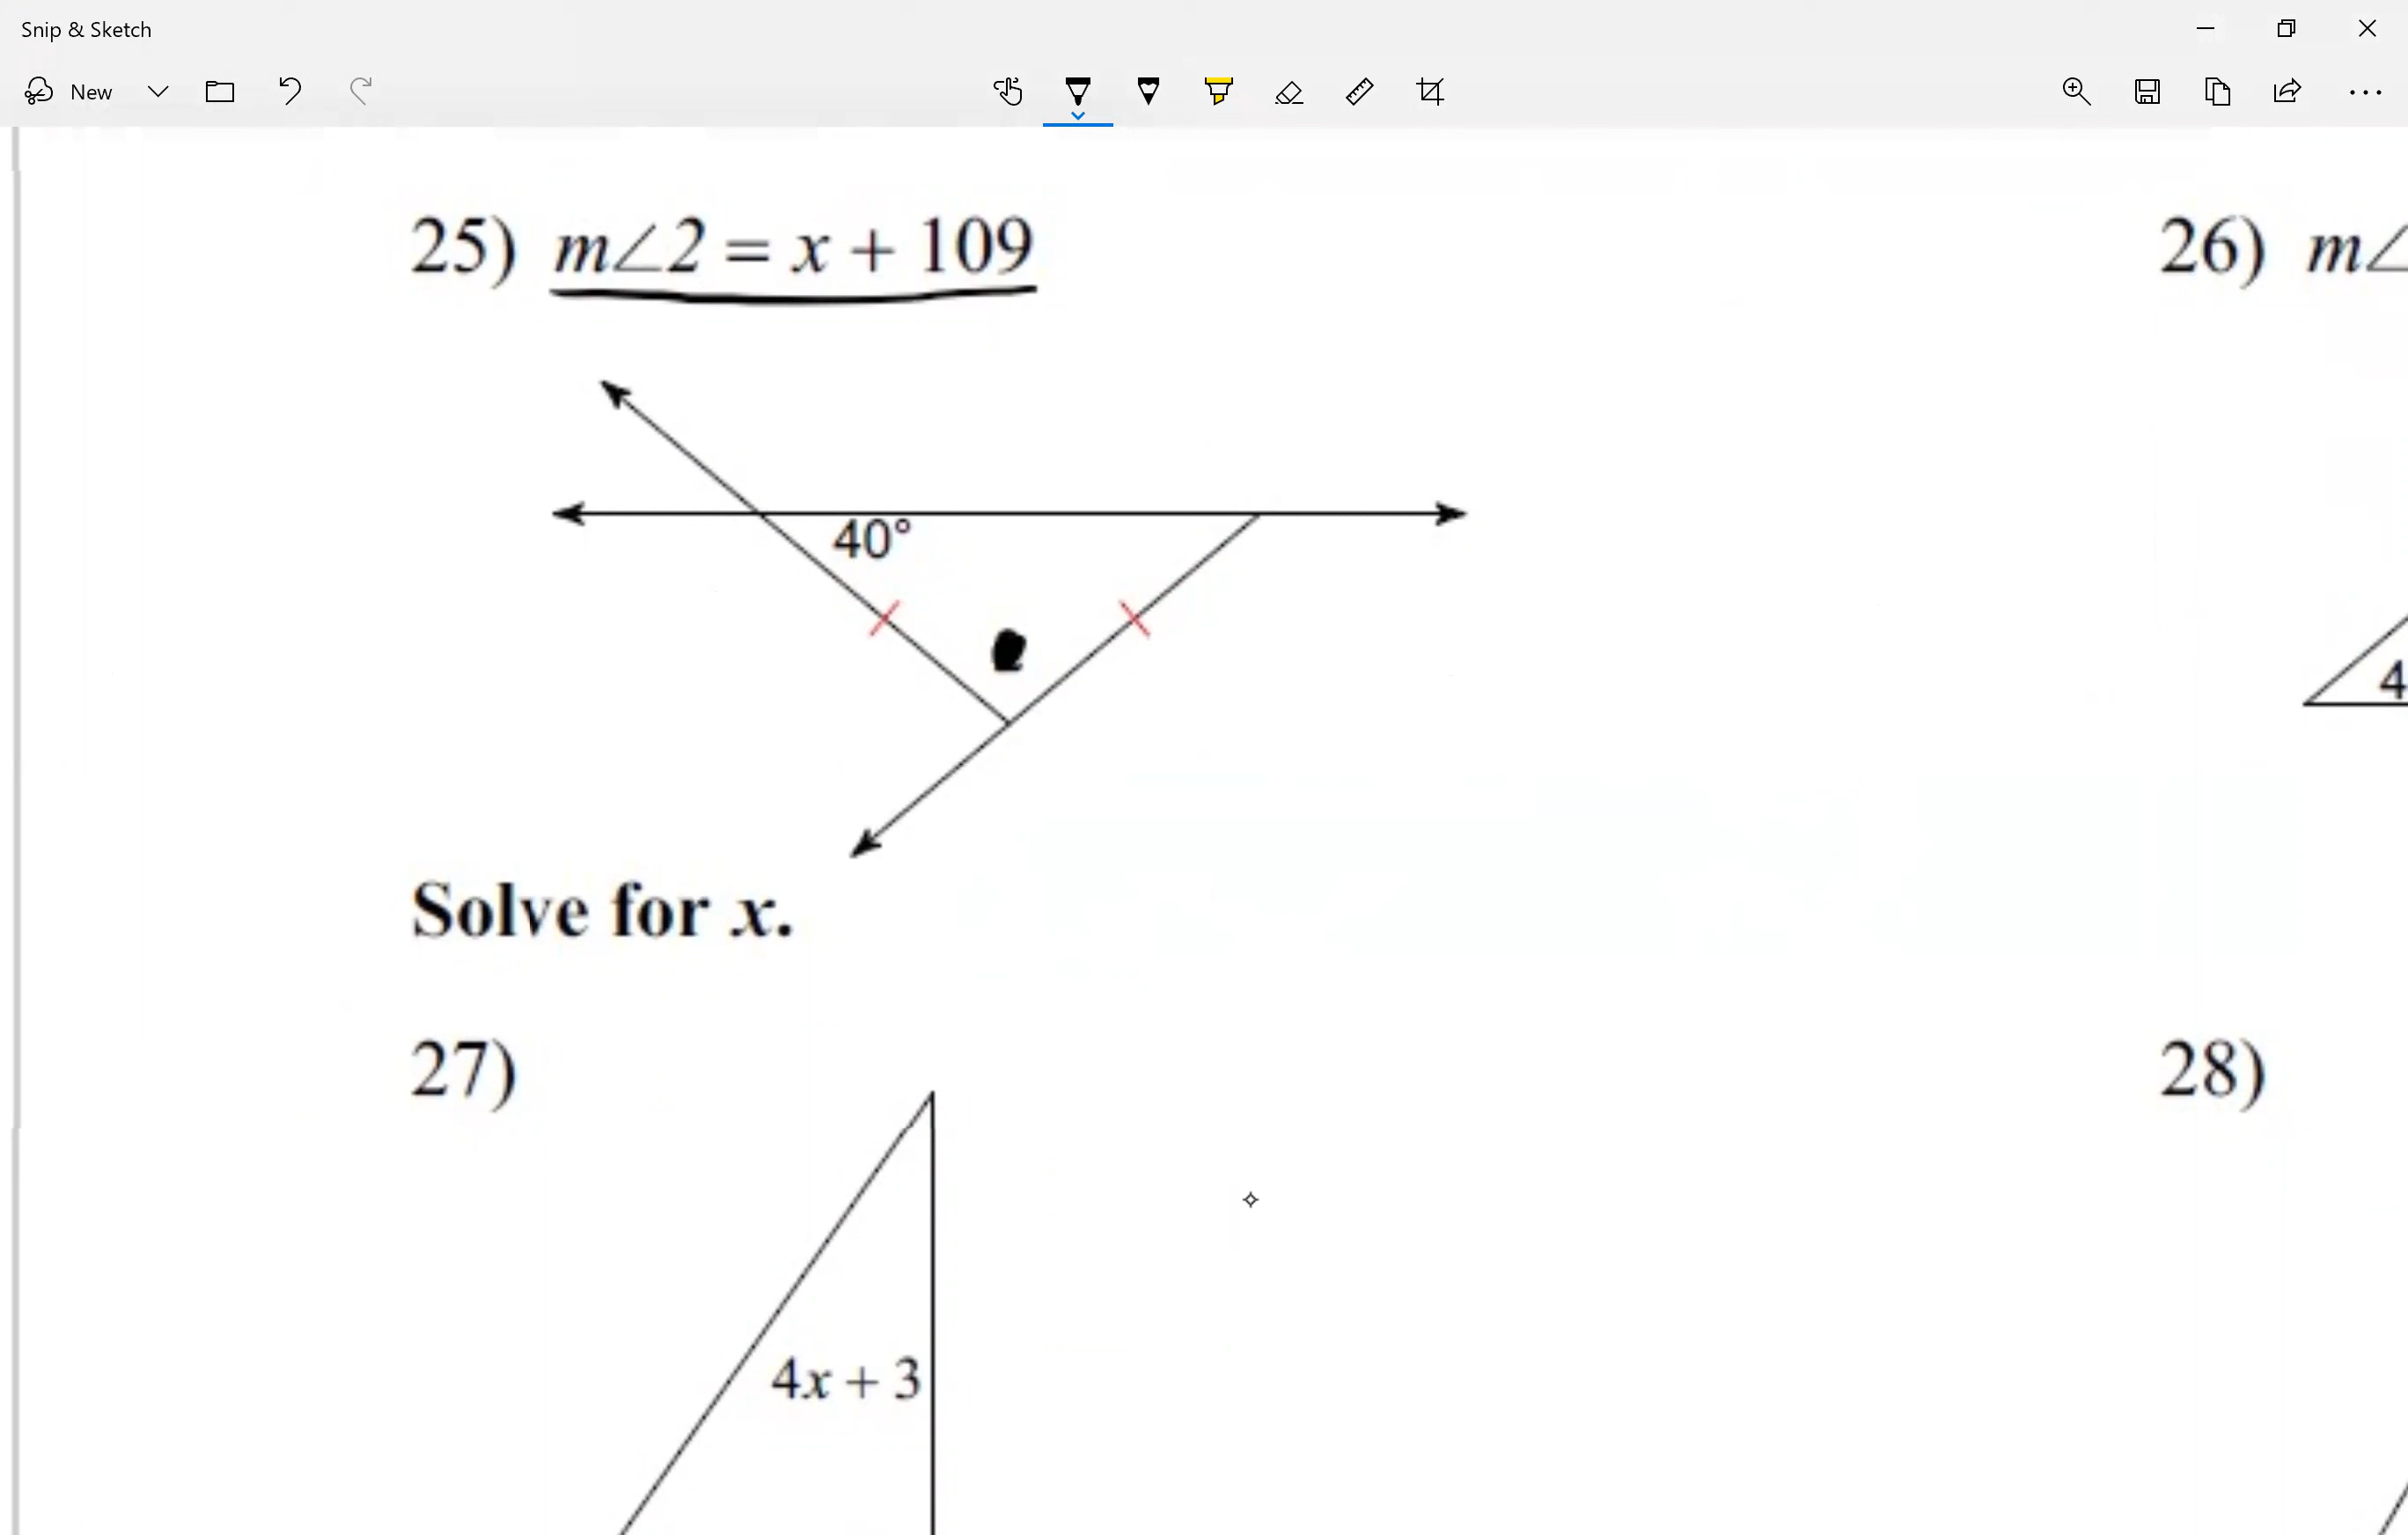 Snip & Sketch
New
25) m∠2 = x + 109
26) m∠
40°
4
Solve for x.
27)
28)
4x + 3